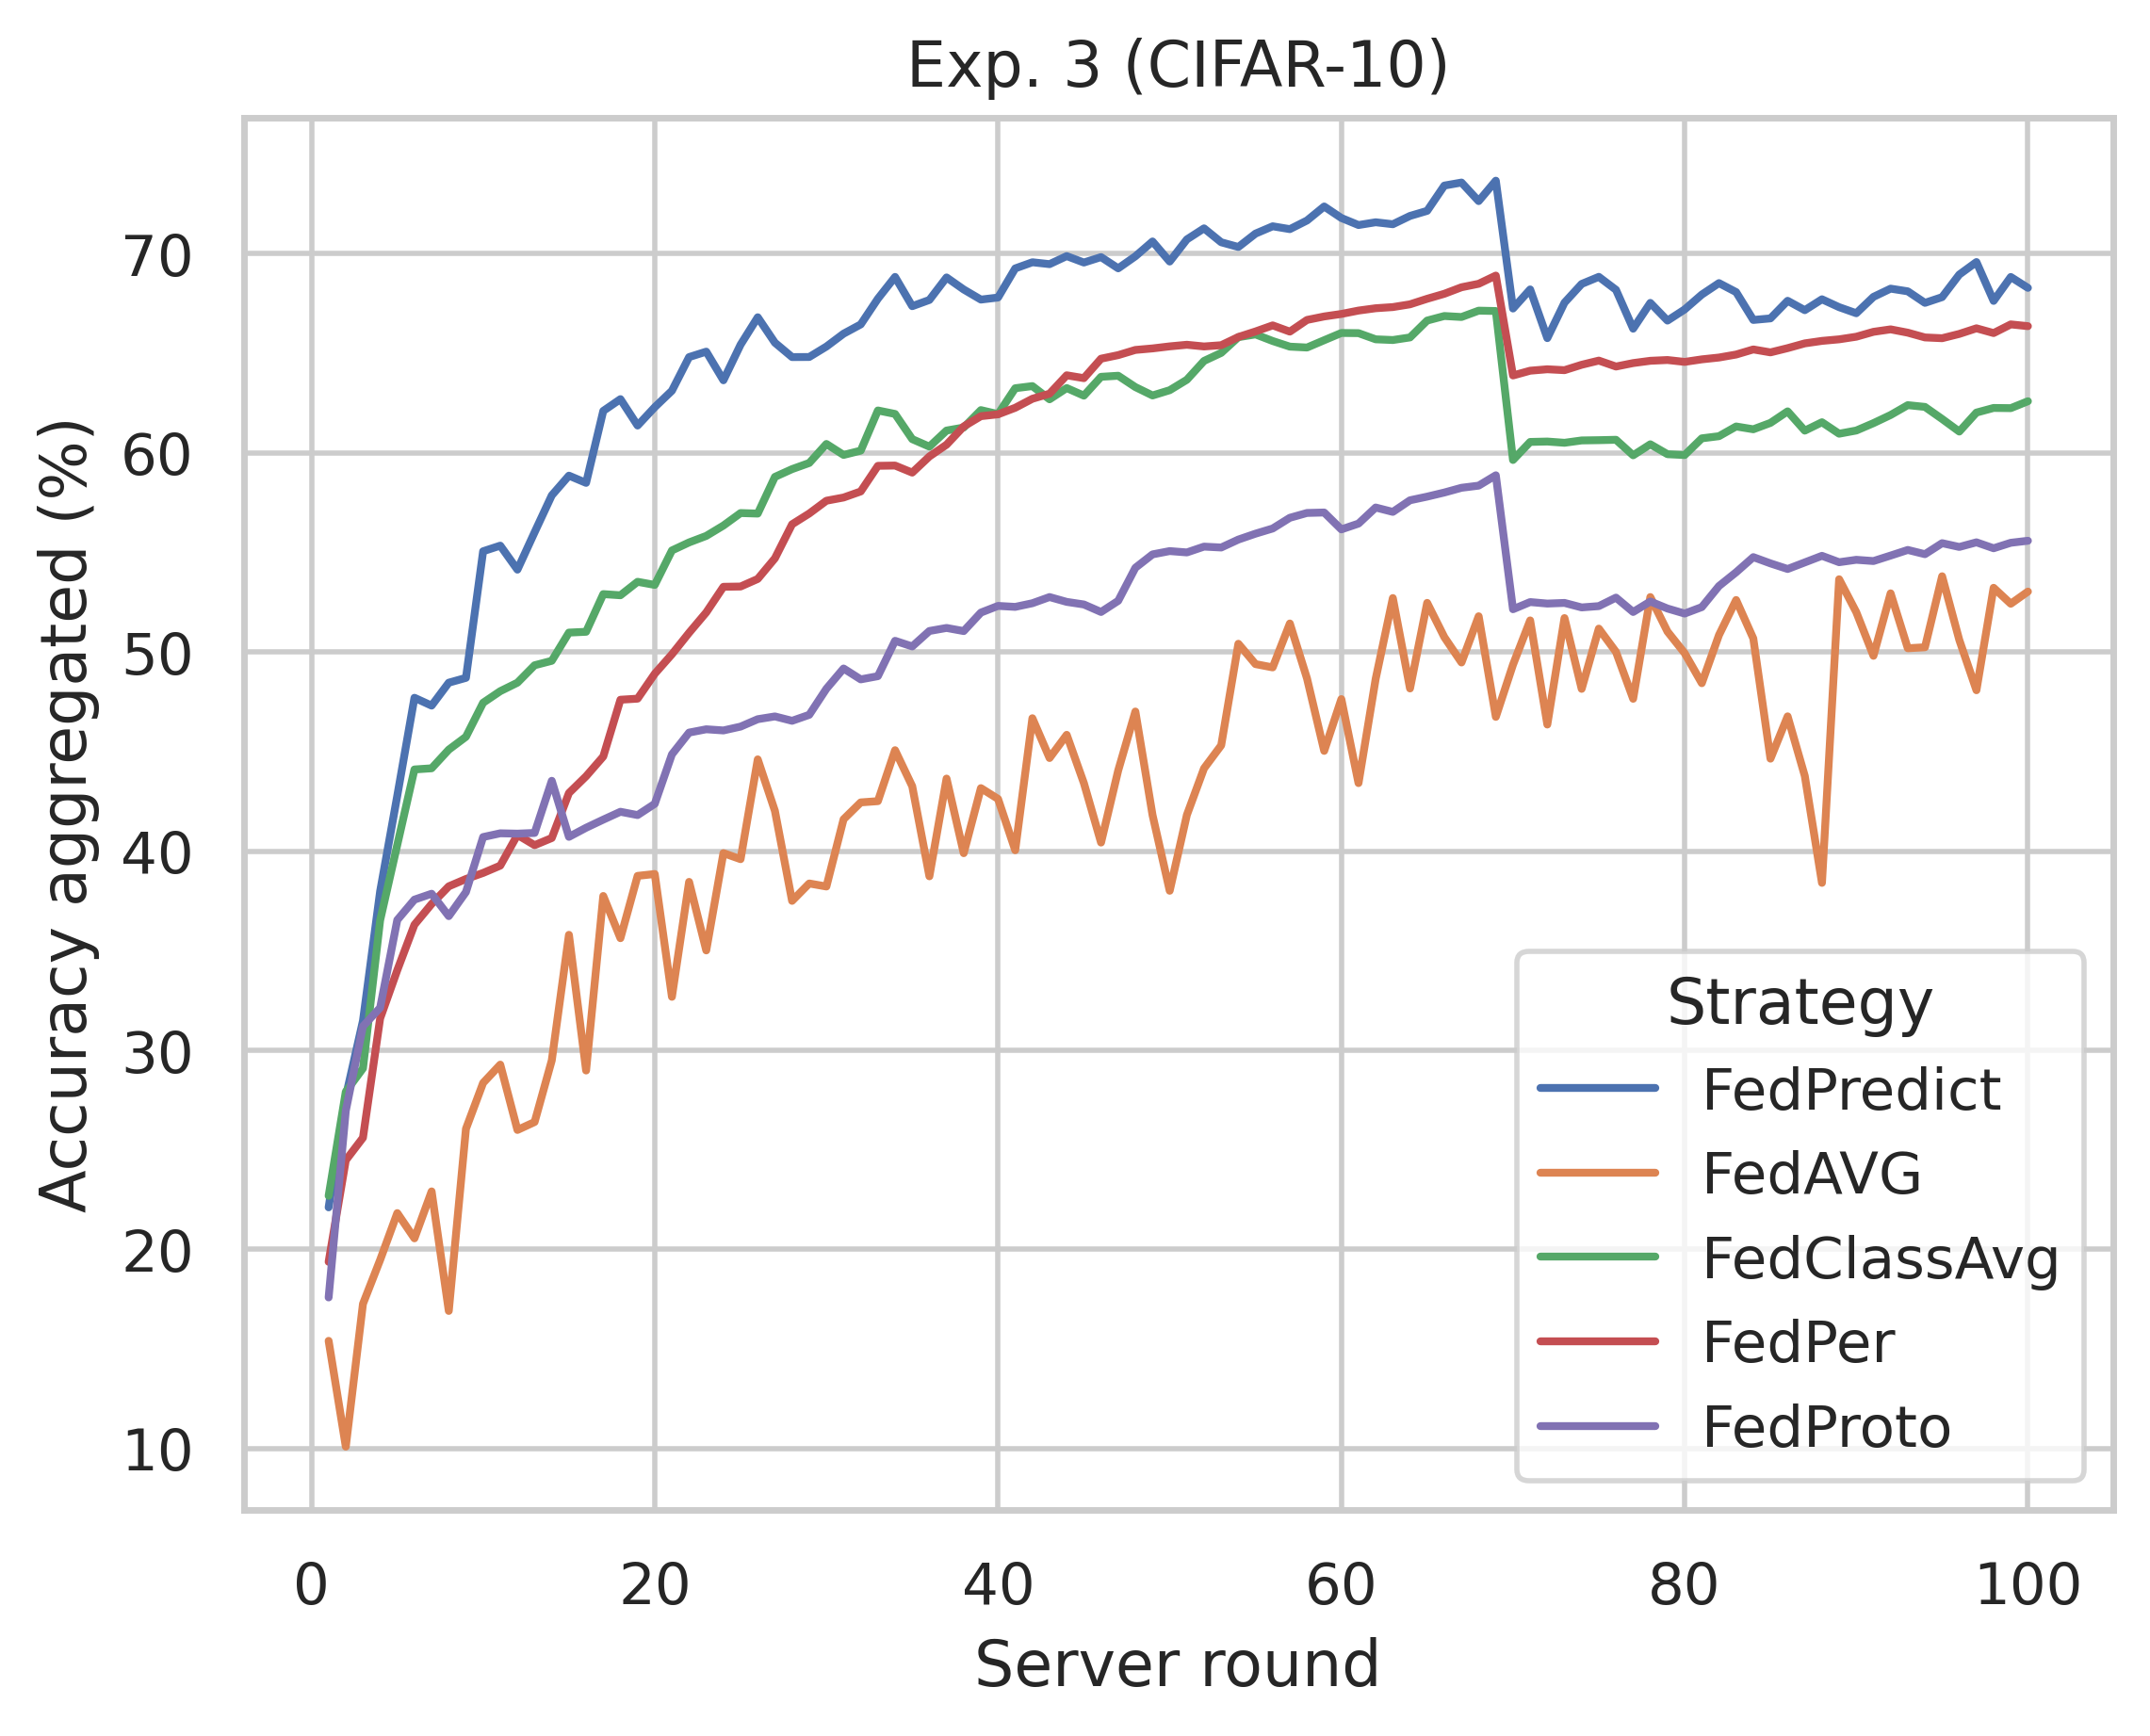 Exp. 3 (CIFAR-10)
Accuracy aggregated (%)
70
60
50
40
30
20
10
0 20 40 60 80 100
Server round
Strategy
FedPredict
FedAVG
FedClassAvg
FedPer
FedProto